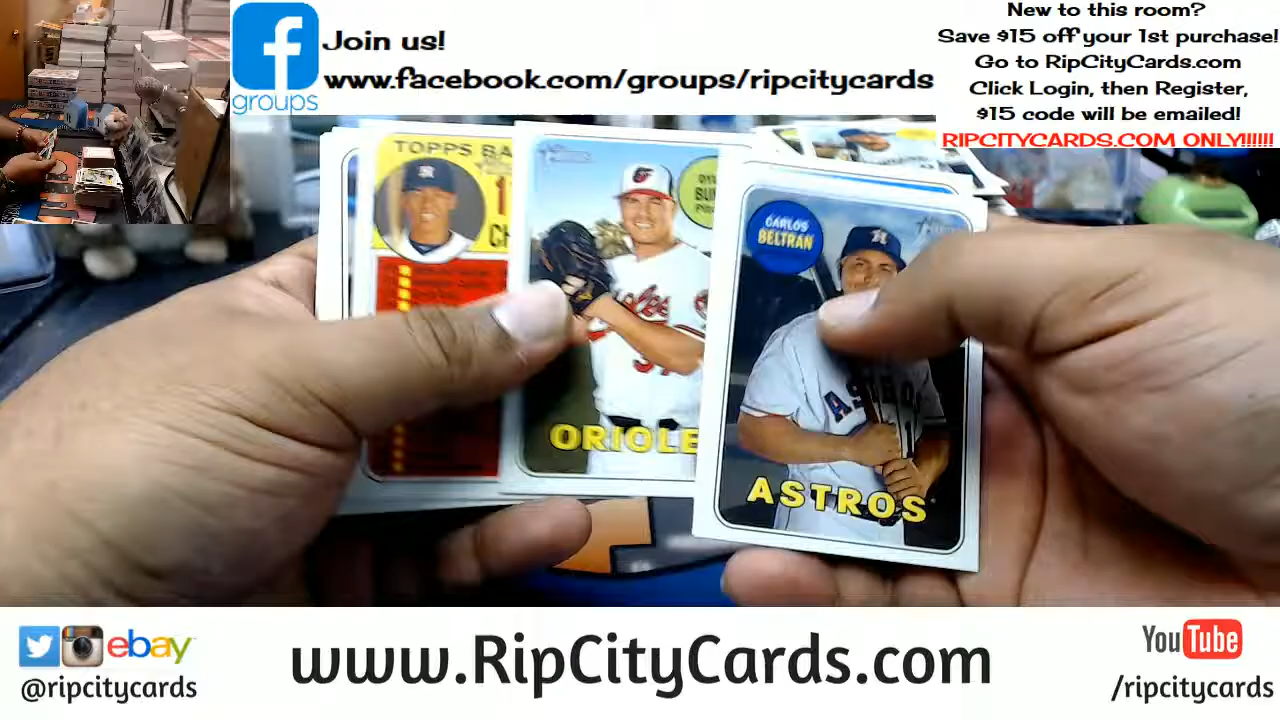 Join us!
www.facebook.com/groups/ripcitycards
groups
New to this room?
Save $15 off your 1st purchase!
Go to RipCityCards.com
Click Login, then Register,
$15 code will be emailed!
RIPCITYCARDS.COM ONLY!!!!!!
TOPPS BA
BUN
ORIOLE
CARLOS
BELTRAN
ASTROS
ebay
@ripcitycards
www.RipCityCards.com
YouTube
/ripcitycards